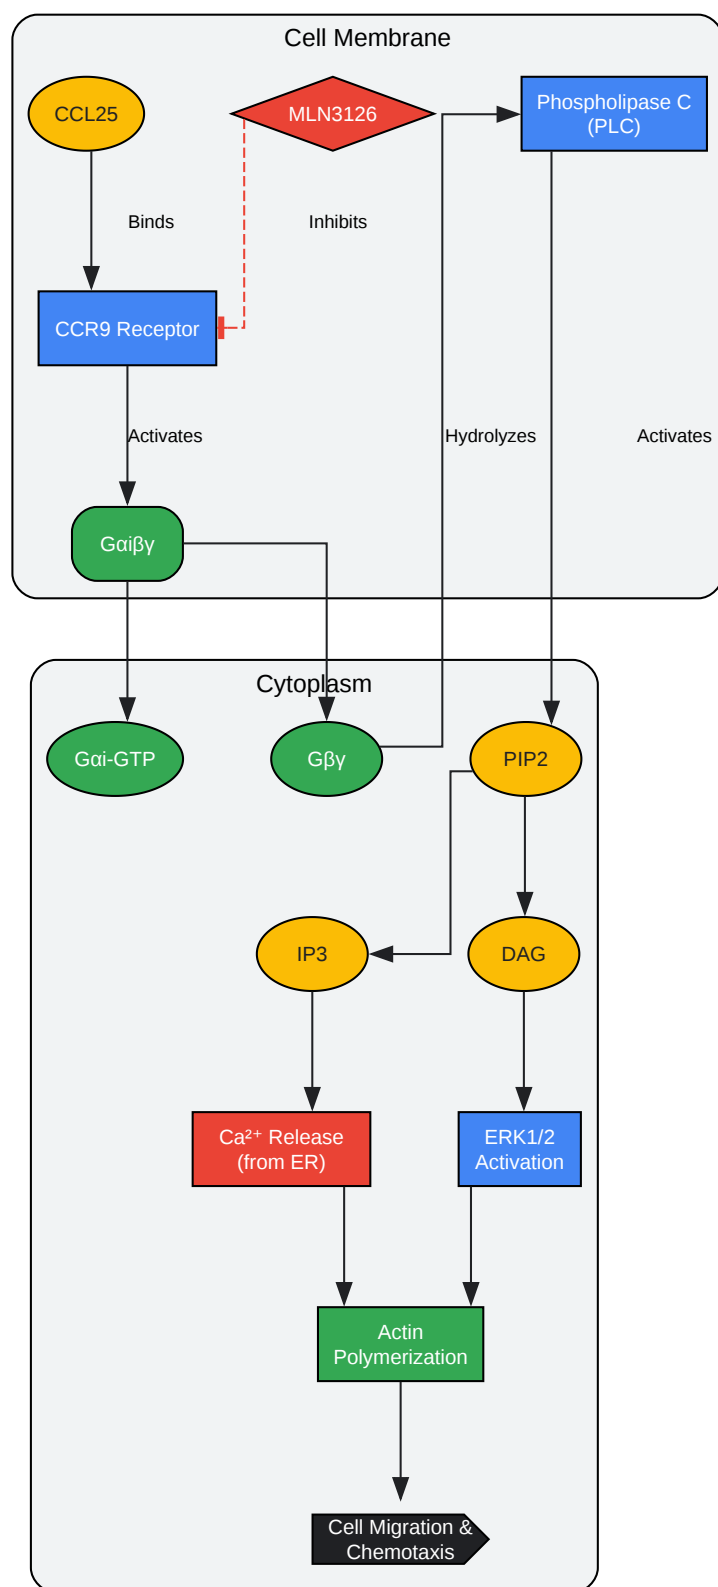 Cell Membrane
CCL25
MLN3126
Phospholipase C
(PLC)
Binds
Inhibits
CCR9 Receptor
Activates
Hydrolyzes
Activates
Gαiβγ
Cytoplasm
Gαi-GTP
Gβγ
PIP2
IP3
DAG
Ca²⁺ Release
(from ER)
ERK1/2
Activation
Actin
Polymerization
Cell Migration &
Chemotaxis